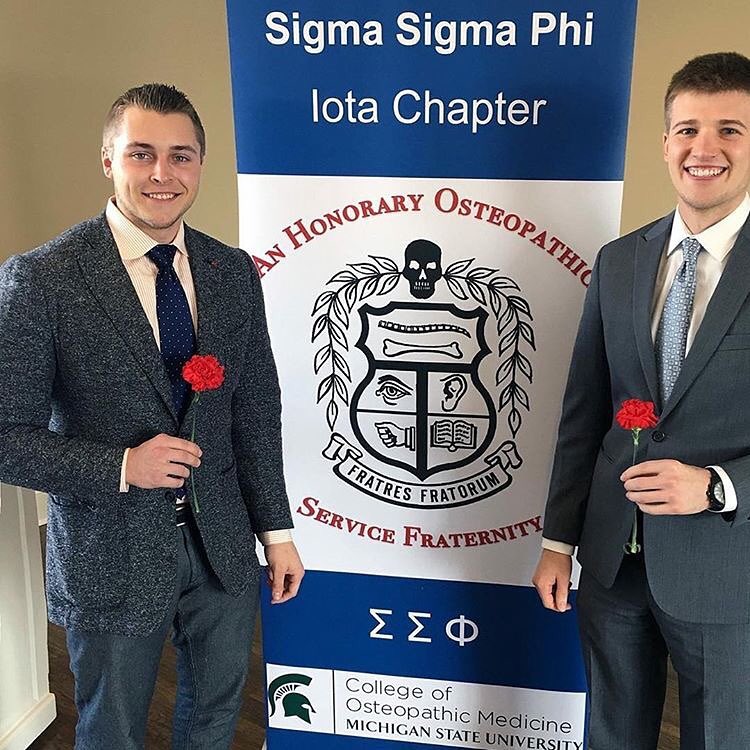 Sigma Sigma Phi
Iota Chapter
An Honorary Osteopathic
FRATRES FRATORUM
Service Fraternity
Σ Σ Φ
College of
Osteopathic Medicine
MICHIGAN STATE UNIVERSITY